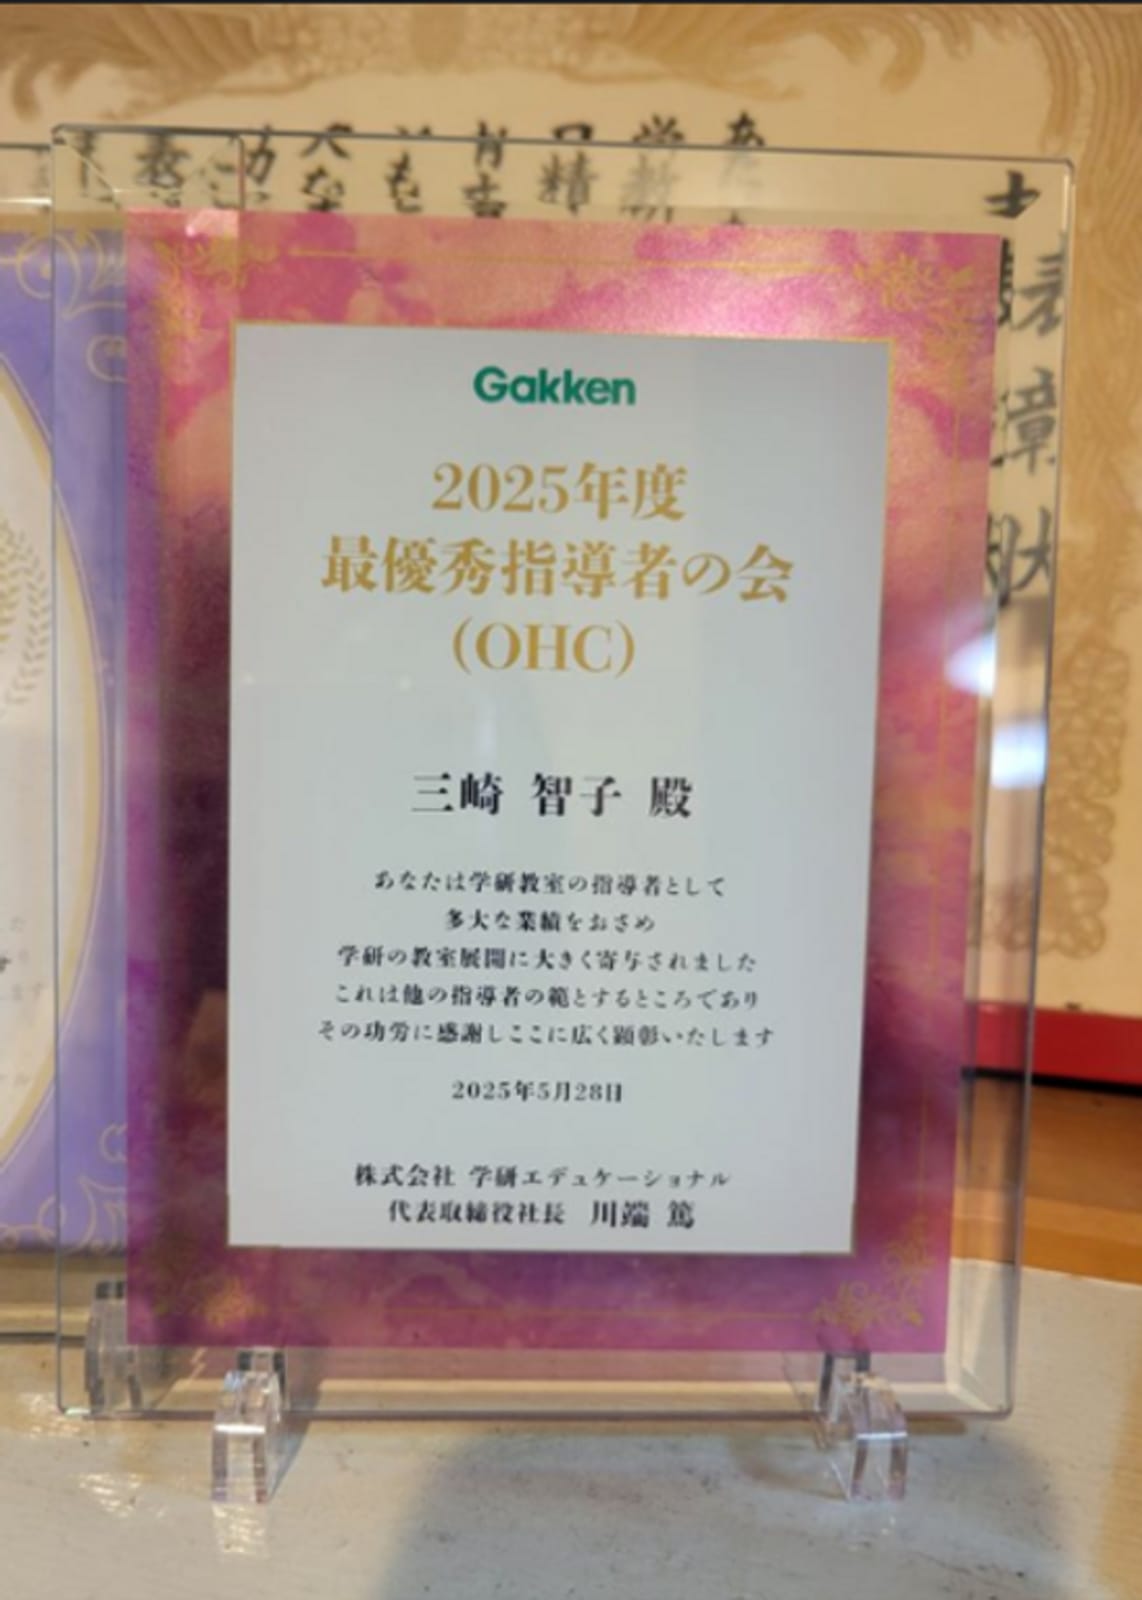 Gakken
2025年度
最優秀指導者の会
(OHC)
三崎 智子 殿
あなたは学研教室の指導者として
多大な業績をおさめ
学研の教室展開に大きく寄与されました
これは他の指導者の範とするところであり
その功労に感謝しここに広く顕彰いたします
2025年5月28日
株式会社 学研エデュケーショナル
代表取締役社長 川端 篤
表彰状